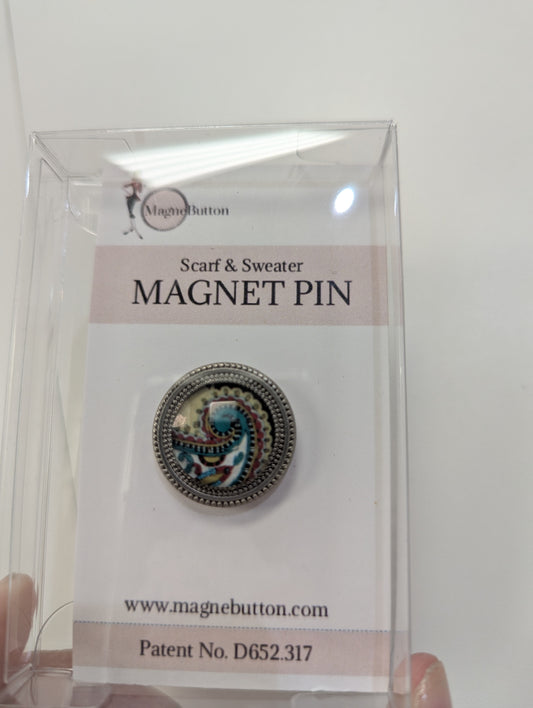 MagneButton
Scarf & Sweater
MAGNET PIN
www.magnebutton.com
Patent No. D652.317